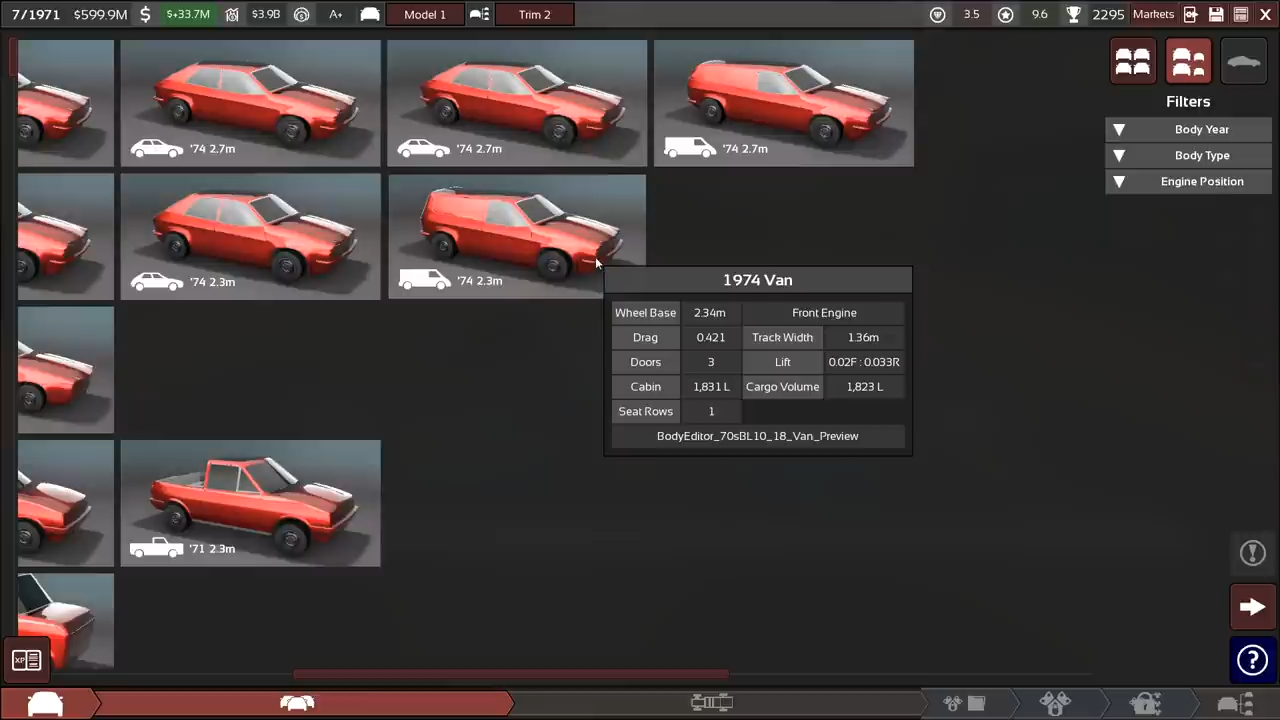 7/1971 $599.9M $ $+33.7M $3.9B A+ Model 1 Trim 2 3.5 9.6 2295 Markets
'74 2.7m '74 2.7m '74 2.7m
Filters
Body Year
Body Type
Engine Position
'74 2.3m '74 2.3m
1974 Van
Wheel Base 2.34m Front Engine
Drag 0.421 Track Width 1.36m
Doors 3 Lift 0.02F : 0.033R
Cabin 1,831 L Cargo Volume 1,823 L
Seat Rows 1
BodyEditor_70sBL10_18_Van_Preview
'71 2.3m
XP
?